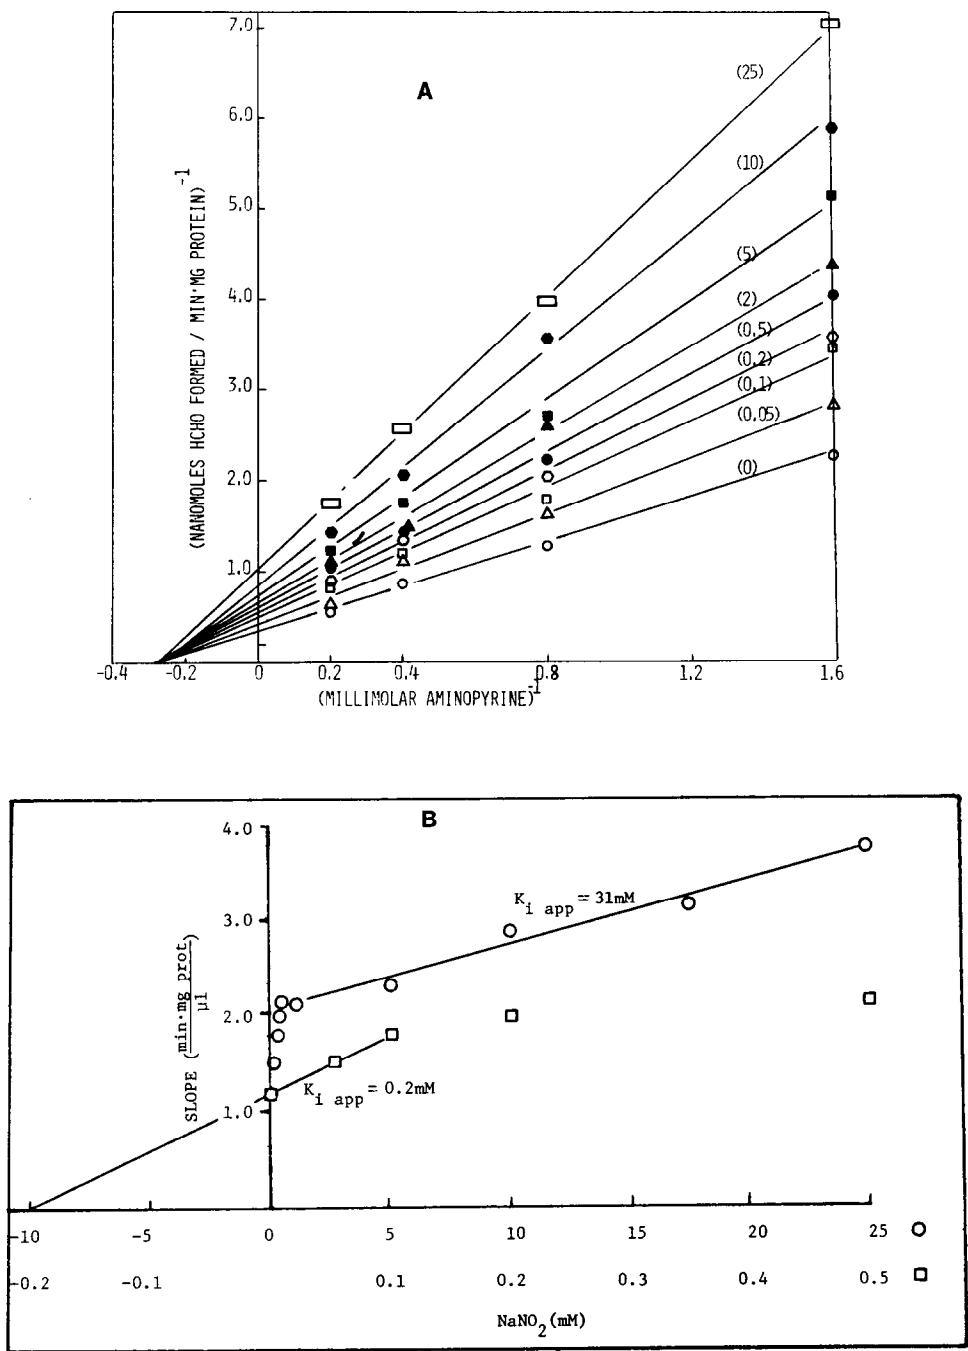 7.0
6.0
5.0
4.0
3.0
2.0
1.0
(NANOMOLES HCHO FORMED / MIN·MG PROTEIN)-1
A
(25)
(10)
(5)
(2)
(0.5)
(0.2)
(0.1)
(0.05)
(0)
-0.4 -0.2 0 0.2 0.4 0.8 1.2 1.6
(MILLIMOLAR AMINOPYRINE)-1
B
4.0
3.0
2.0
1.0
SLOPE (min·mg prot / µl)
Ki app = 31mM
Ki app = 0.2mM
-10 -5 0 5 10 15 20 25
-0.2 -0.1 0.1 0.2 0.3 0.4 0.5
NaNO2(mM)